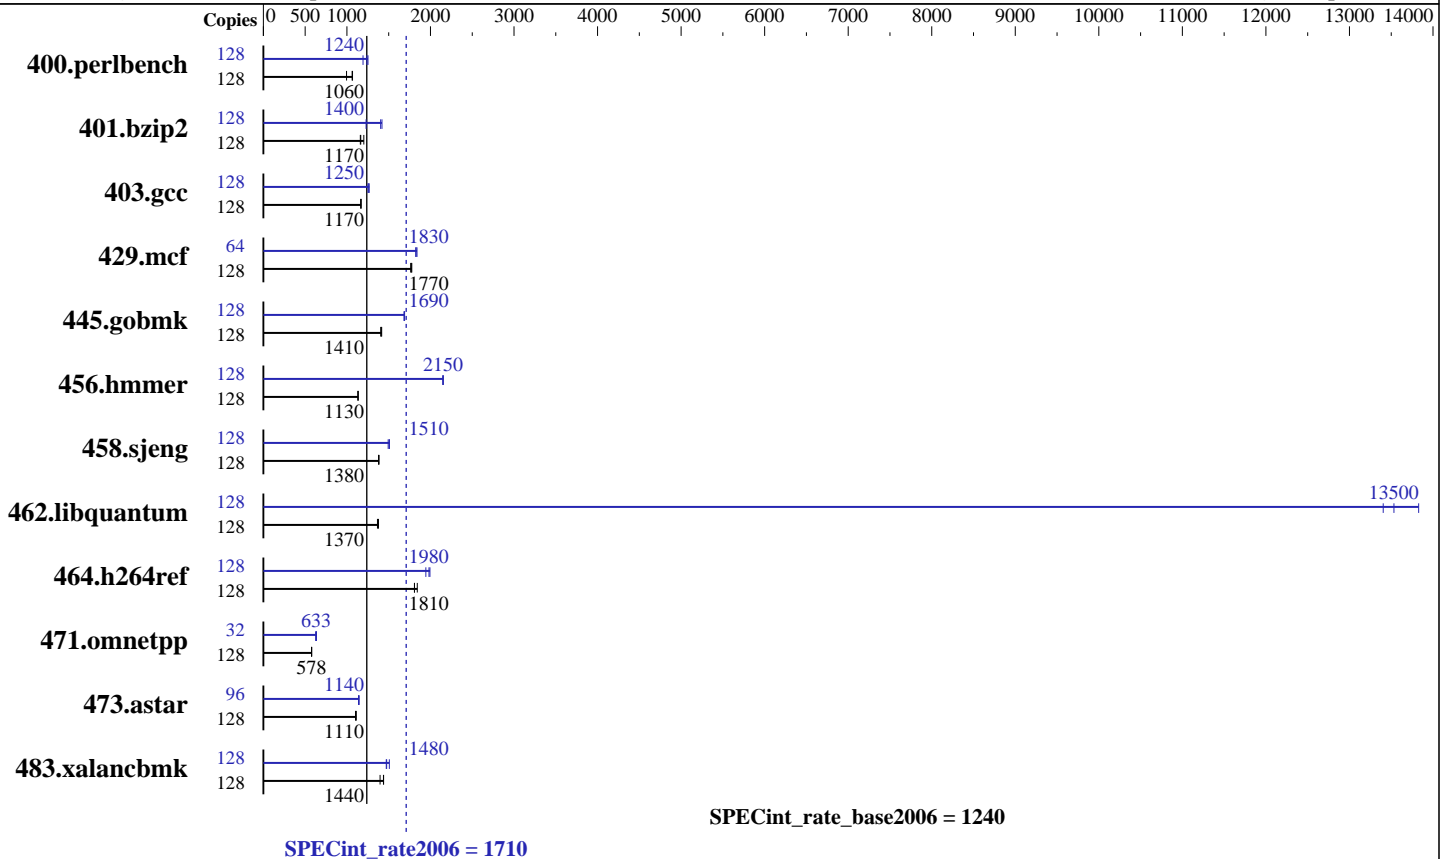 Copies 0 500 1000 2000 3000 4000 5000 6000 7000 8000 9000 10000 11000 12000 13000 14000
400.perlbench 128 1240
128 1060
401.bzip2 128 1400
128 1170
403.gcc 128 1250
128 1170
429.mcf 64 1830
128 1770
445.gobmk 128 1690
128 1410
456.hmmer 128 2150
128 1130
458.sjeng 128 1510
128 1380
462.libquantum 128 13500
128 1370
464.h264ref 128 1980
128 1810
471.omnetpp 32 633
128 578
473.astar 96 1140
128 1110
483.xalancbmk 128 1480
128 1440
SPECint_rate_base2006 = 1240
SPECint_rate2006 = 1710